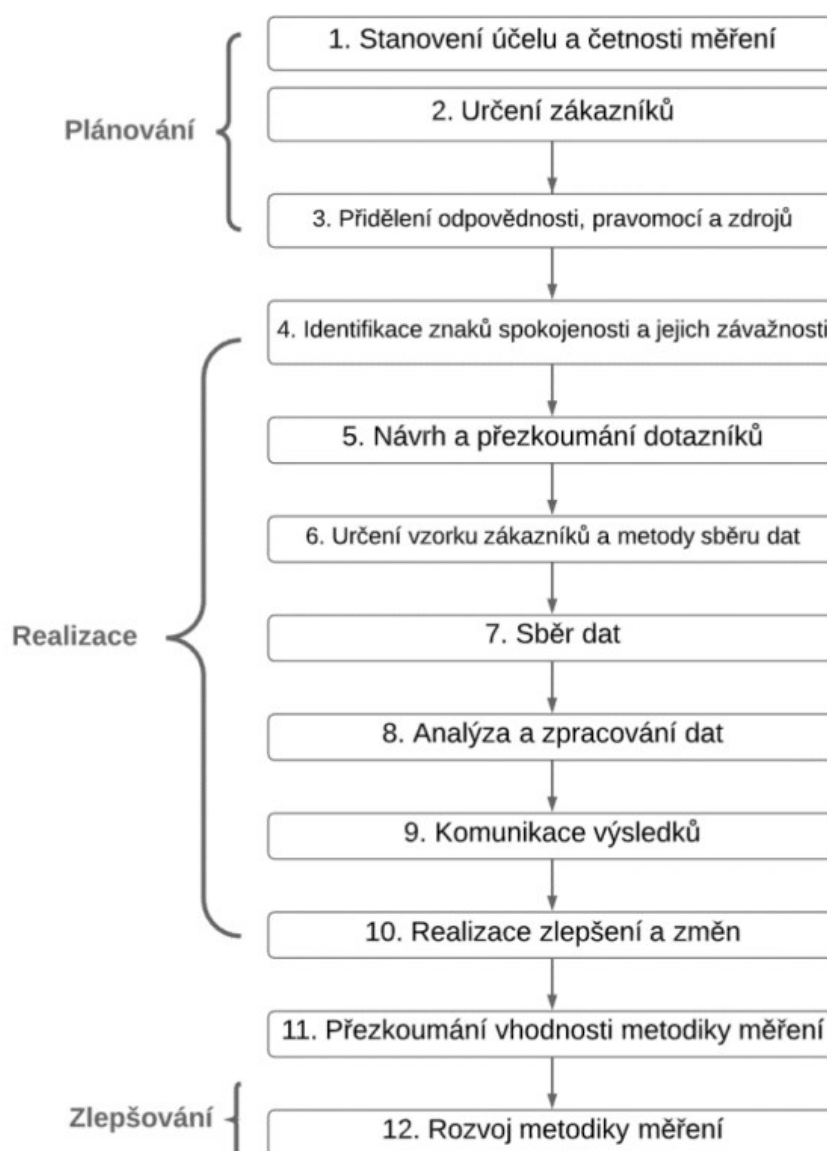 1. Stanovení účelu a četnosti měření
Plánování
2. Určení zákazníků
3. Přidělení odpovědnosti, pravomocí a zdrojů
4. Identifikace znaků spokojenosti a jejich závažnosti
5. Návrh a přezkoumání dotazníků
6. Určení vzorku zákazníků a metody sběru dat
Realizace
7. Sběr dat
8. Analýza a zpracování dat
9. Komunikace výsledků
10. Realizace zlepšení a změn
11. Přezkoumání vhodnosti metodiky měření
Zlepšování
12. Rozvoj metodiky měření